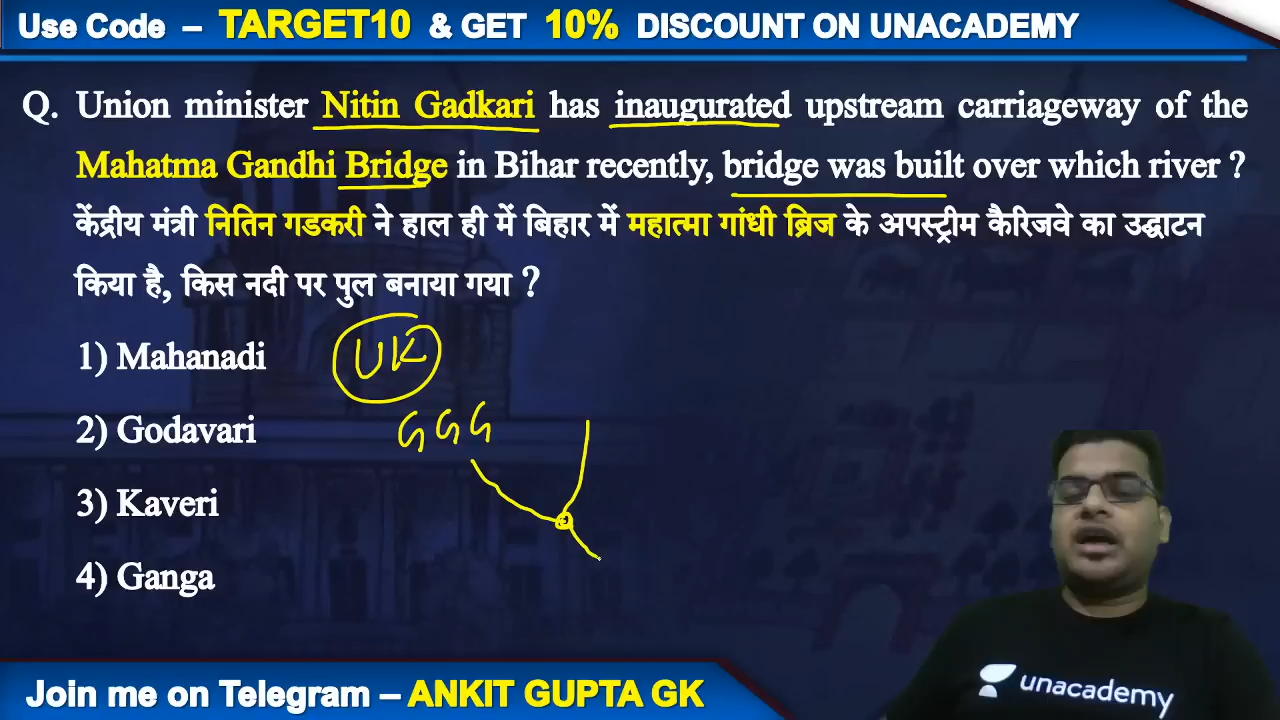 Use Code – TARGET10 & GET 10% DISCOUNT ON UNACADEMY
Q. Union minister Nitin Gadkari has inaugurated upstream carriageway of the
Mahatma Gandhi Bridge in Bihar recently, bridge was built over which river ?
केंद्रीय मंत्री नितिन गडकरी ने हाल ही में बिहार में महात्मा गांधी ब्रिज के अपस्ट्रीम कैरिजवे का उद्घाटन
किया है, किस नदी पर पुल बनाया गया ?
1) Mahanadi
UK
2) Godavari
G G G
3) Kaveri
4) Ganga
unacademy
Join me on Telegram – ANKIT GUPTA GK